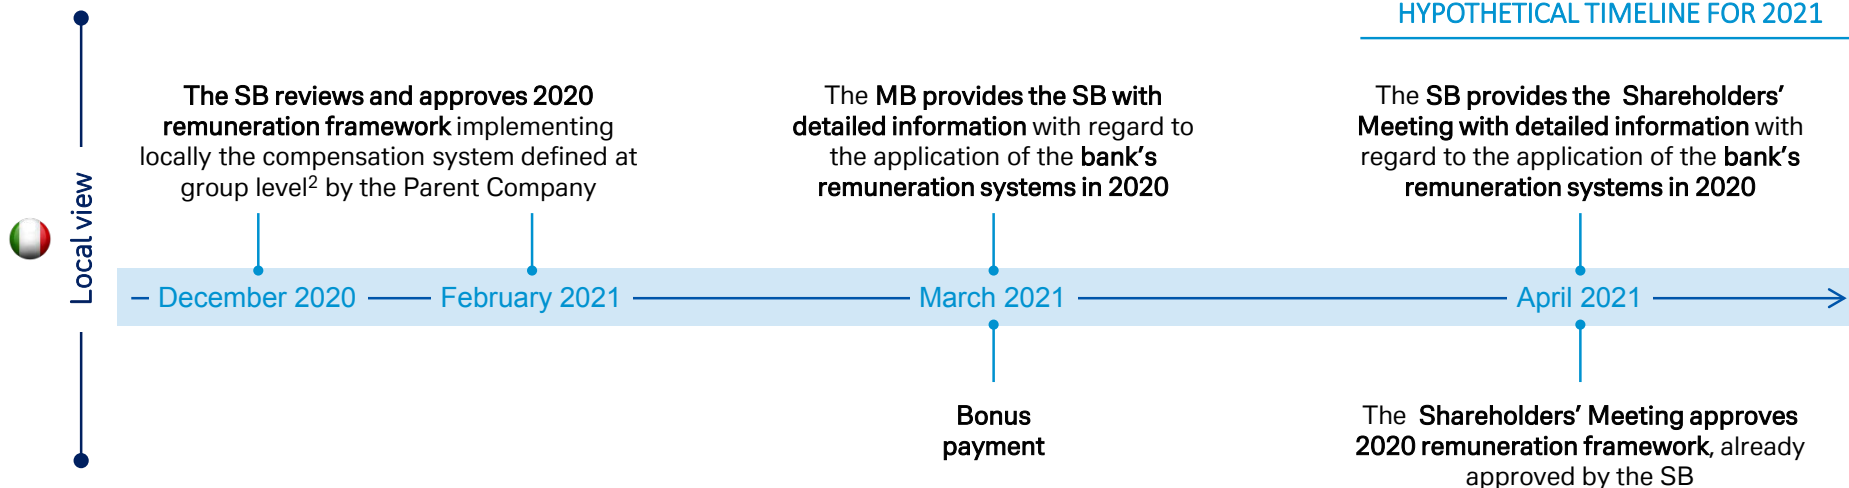 HYPOTHETICAL TIMELINE FOR 2021
Local view
The SB reviews and approves 2020
remuneration framework implementing
locally the compensation system defined at
group level² by the Parent Company
The MB provides the SB with
detailed information with regard to
the application of the bank's
remuneration systems in 2020
The SB provides the Shareholders'
Meeting with detailed information with
regard to the application of the bank's
remuneration systems in 2020
December 2020
February 2021
March 2021
April 2021
Bonus
payment
The Shareholders' Meeting approves
2020 remuneration framework, already
approved by the SB